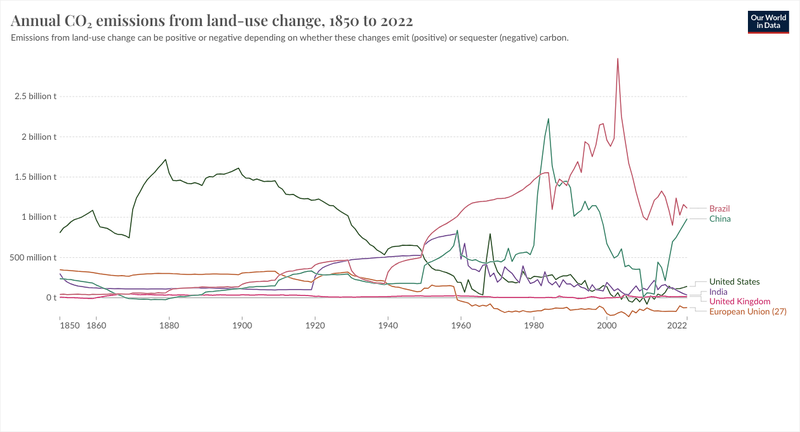 Annual CO₂ emissions from land-use change, 1850 to 2022
Our World
in Data
Emissions from land-use change can be positive or negative depending on whether these changes emit (positive) or sequester (negative) carbon.
2.5 billion t
2 billion t
1.5 billion t
1 billion t
500 million t
0 t
Brazil
China
United States
India
United Kingdom
European Union (27)
1850 1860 1880 1900 1920 1940 1960 1980 2000 2022